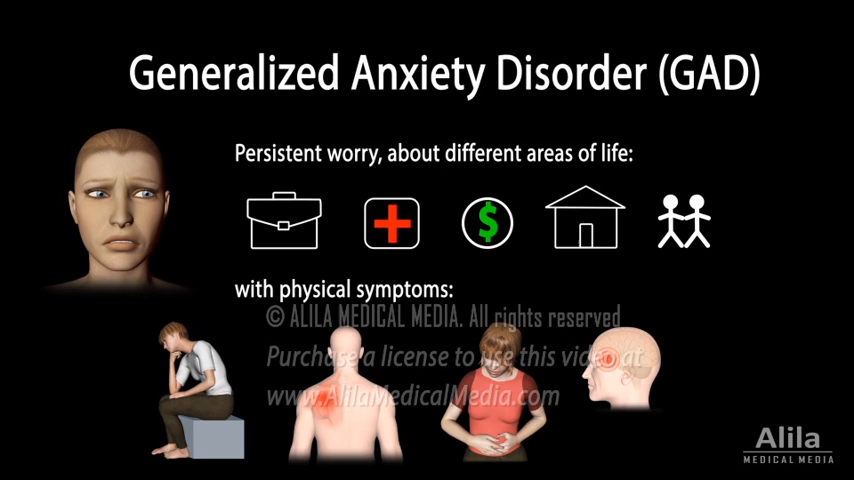 Generalized Anxiety Disorder (GAD)
Persistent worry, about different areas of life:
$
with physical symptoms:
© ALILA MEDICAL MEDIA. All rights reserved
Purchase a license to use this video at
www.AlilaMedicalMedia.com
Alila
MEDICAL MEDIA